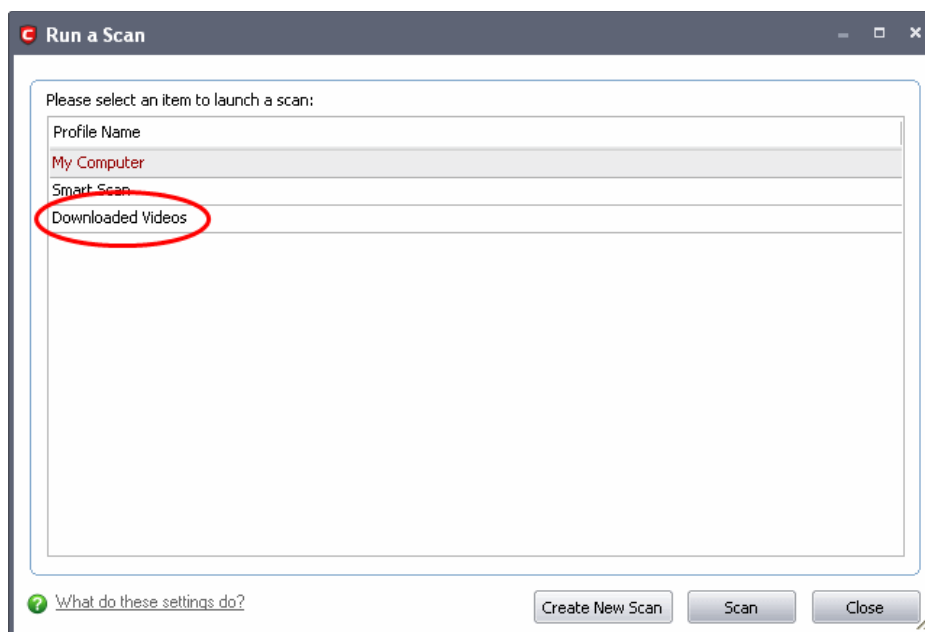 Run a Scan
Please select an item to launch a scan:
Profile Name
My Computer
Smart Scan
Downloaded Videos
What do these settings do?
Create New Scan
Scan
Close